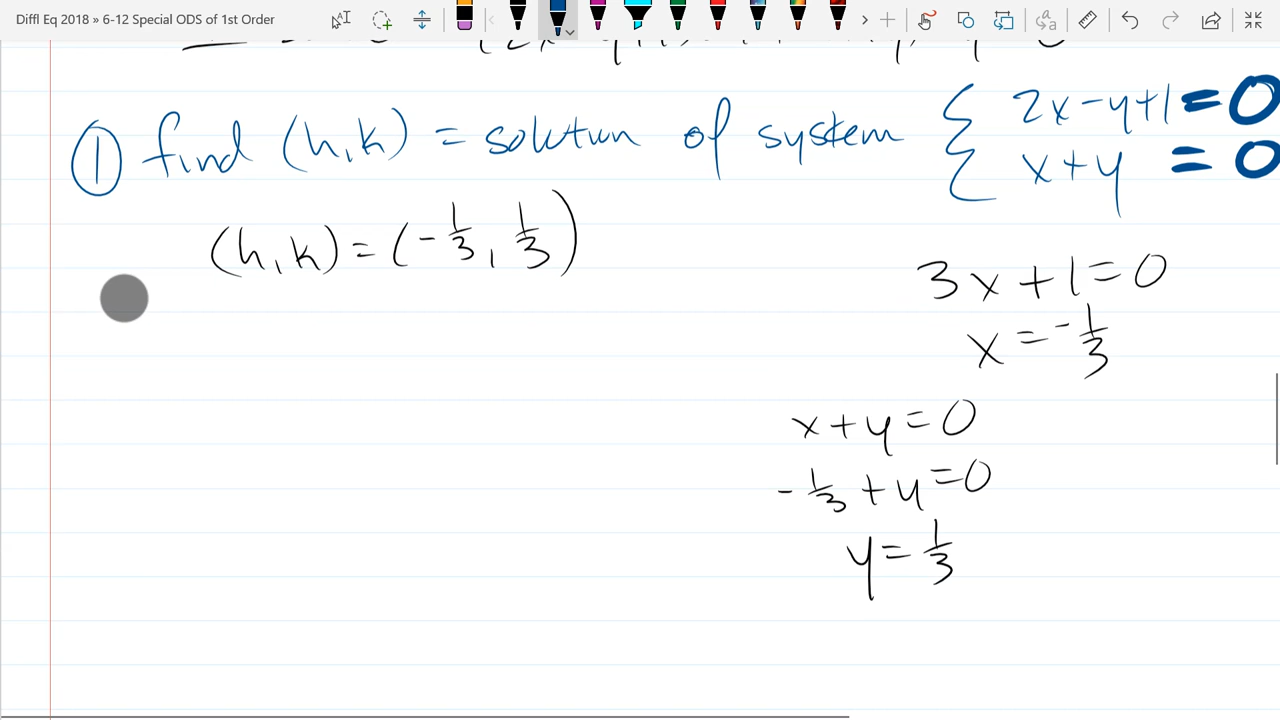 Diffl Eq 2018 » 6-12 Special ODS of 1st Order
① find (h,k) = solution of system { 2x-y+1=0
x+y = 0
(h,k)=(-1/3, 1/3)
3x+1=0
x=-1/3
x+y=0
-1/3+y=0
y=1/3